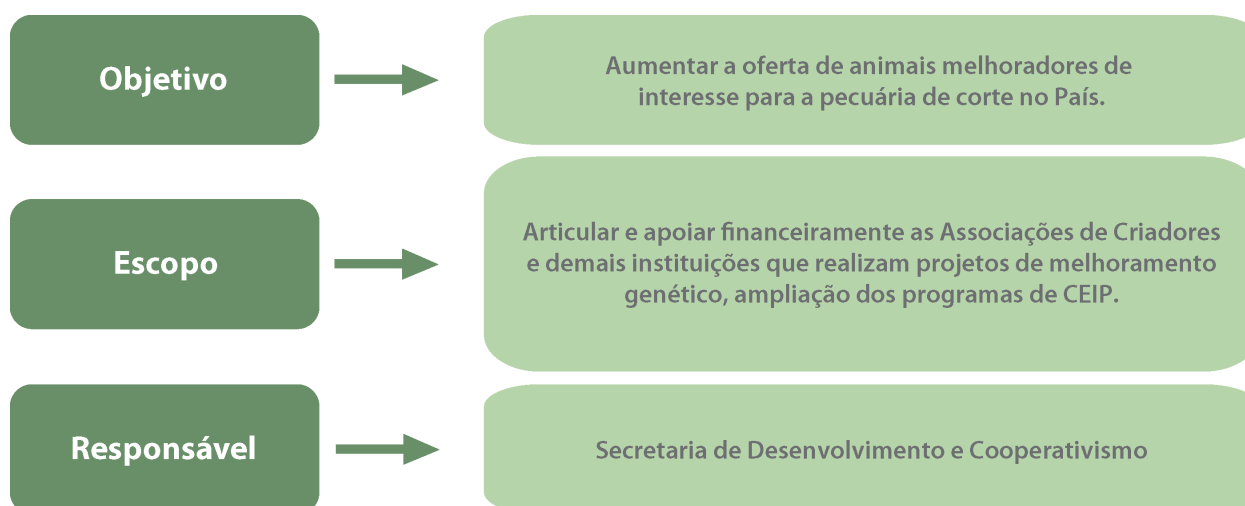 Objetivo
Aumentar a oferta de animais melhoradores de
interesse para a pecuária de corte no País.
Escopo
Articular e apoiar financeiramente as Associações de Criadores
e demais instituições que realizam projetos de melhoramento
genético, ampliação dos programas de CEIP.
Responsável
Secretaria de Desenvolvimento e Cooperativismo